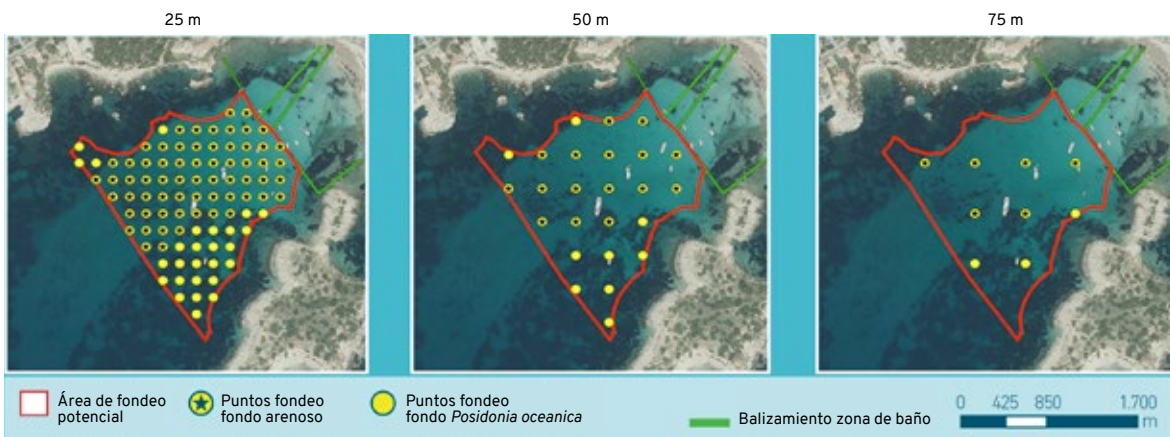 25 m
50 m
75 m
Área de fondeo
potencial
Puntos fondeo
fondo arenoso
Puntos fondeo
fondo Posidonia oceanica
Balizamiento zona de baño
0 425 850 1.700
m